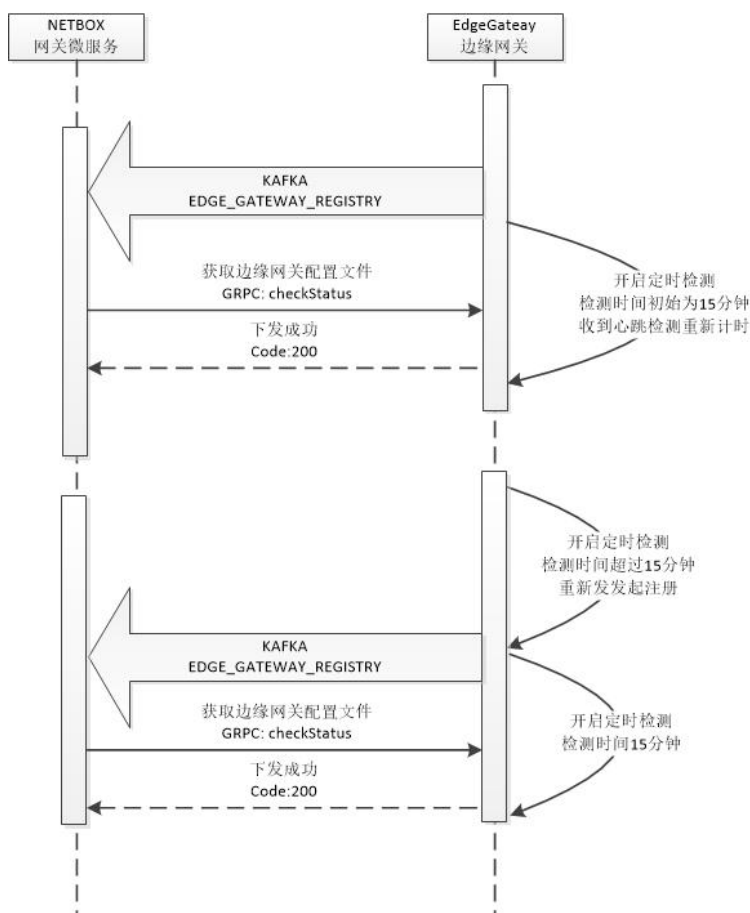 NETBOX
网关微服务
EdgeGateay
边缘网关
KAFKA
EDGE_GATEWAY_REGISTRY
获取边缘网关配置文件
GRPC: checkStatus
开启定时检测
检测时间初始为15分钟
收到心跳检测重新计时
下发成功
Code:200
开启定时检测
检测时间超过15分钟
重新发发起注册
KAFKA
EDGE_GATEWAY_REGISTRY
获取边缘网关配置文件
GRPC: checkStatus
开启定时检测
检测时间15分钟
下发成功
Code:200